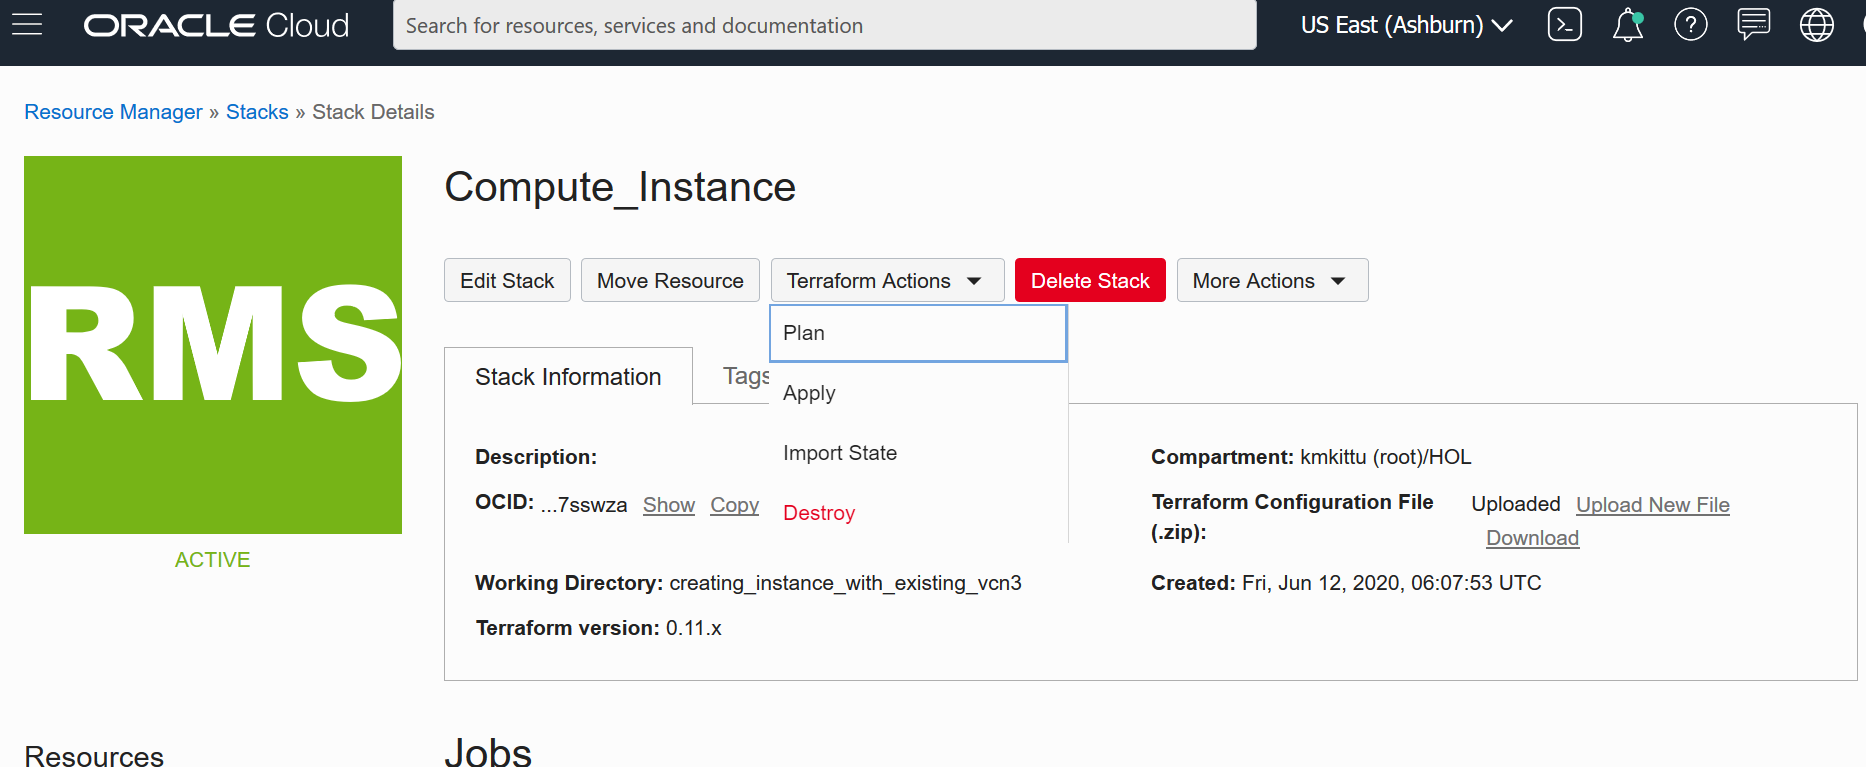 ORACLE Cloud
Search for resources, services and documentation
US East (Ashburn)
Resource Manager » Stacks » Stack Details
RMS
ACTIVE
Compute_Instance
Edit Stack
Move Resource
Terraform Actions
Delete Stack
More Actions
Plan
Apply
Import State
Destroy
Stack Information
Tags
Description:
OCID: ...7sswza Show Copy
Working Directory: creating_instance_with_existing_vcn3
Terraform version: 0.11.x
Compartment: kmkittu (root)/HOL
Terraform Configuration File (.zip): Uploaded Upload New File
Download
Created: Fri, Jun 12, 2020, 06:07:53 UTC
Resources
Jobs